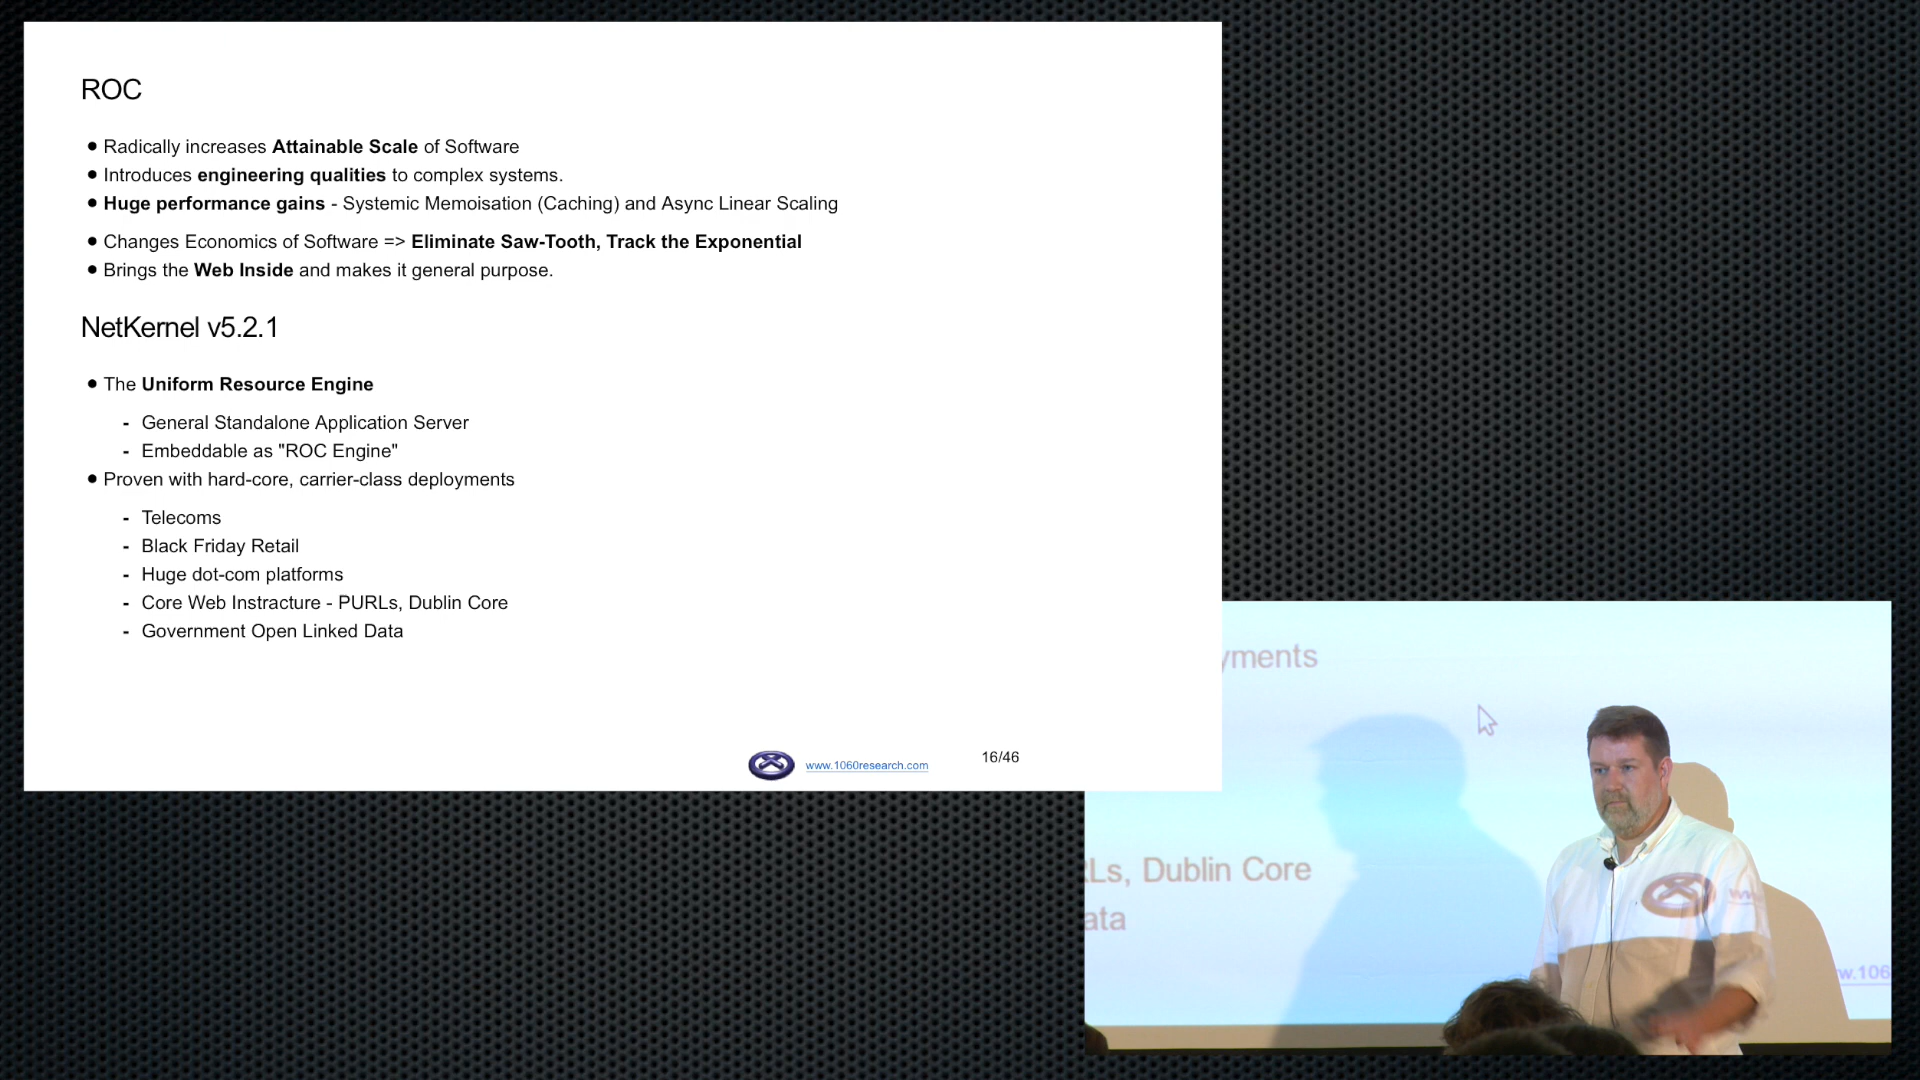 ROC
● Radically increases Attainable Scale of Software
● Introduces engineering qualities to complex systems.
● Huge performance gains - Systemic Memoisation (Caching) and Async Linear Scaling
● Changes Economics of Software => Eliminate Saw-Tooth, Track the Exponential
● Brings the Web Inside and makes it general purpose.
NetKernel v5.2.1
● The Uniform Resource Engine
- General Standalone Application Server
- Embeddable as "ROC Engine"
● Proven with hard-core, carrier-class deployments
- Telecoms
- Black Friday Retail
- Huge dot-com platforms
- Core Web Instracture - PURLs, Dublin Core
- Government Open Linked Data
www.1060research.com
16/46
yments
RLs, Dublin Core
ata
w.106